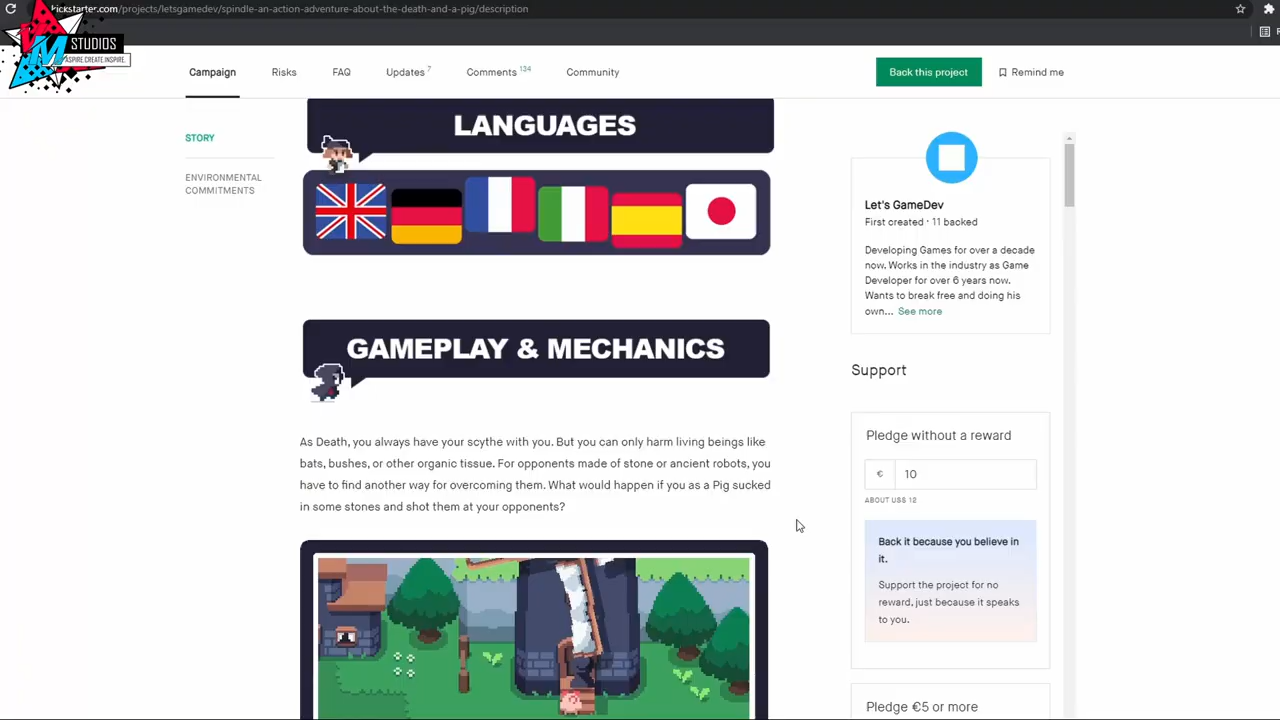 kickstarter.com/projects/letsgamedev/spindle-an-action-adventure-about-the-death-and-a-pig/description
VM STUDIOS
ASPIRE.CREATE.INSPIRE.
Campaign
Risks
FAQ
Updates 7
Comments 134
Community
Back this project
Remind me
STORY
ENVIRONMENTAL
COMMITMENTS
LANGUAGES
GAMEPLAY & MECHANICS
As Death, you always have your scythe with you. But you can only harm living beings like
bats, bushes, or other organic tissue. For opponents made of stone or ancient robots, you
have to find another way for overcoming them. What would happen if you as a Pig sucked
in some stones and shot them at your opponents?
Let's GameDev
First created · 11 backed
Developing Games for over a decade
now. Works in the industry as Game
Developer for over 6 years now.
Wants to break free and doing his
own... See more
Support
Pledge without a reward
€ 10
ABOUT US$ 12
Back it because you believe in
it.
Support the project for no
reward, just because it speaks
to you.
Pledge €5 or more